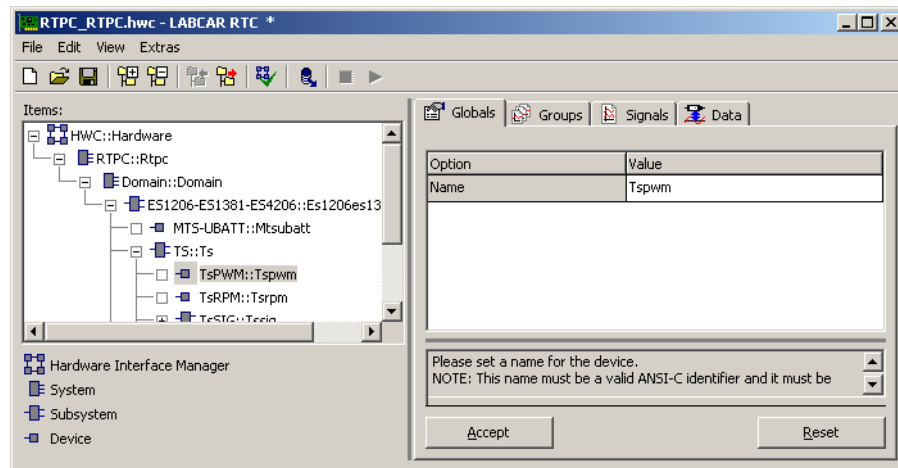 RTPC_RTPC.hwc - LABCAR RTC *
File Edit View Extras
Items:
HWC::Hardware
RTPC::Rtpc
Domain::Domain
ES1206-ES1381-ES4206::Es1206es13
MTS-UBATT::Mtsubatt
TS::Ts
TsPWM::Tspwm
TsRPM::Tsrpm
TsSIG::Tssig
Hardware Interface Manager
System
Subsystem
Device
Globals Groups Signals Data
Option Value
Name Tspwm
Please set a name for the device.
NOTE: This name must be a valid ANSI-C identifier and it must be
Accept Reset